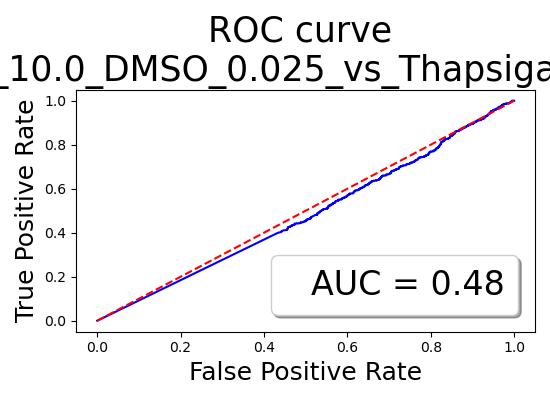 ROC curve
_10.0_DMSO_0.025_vs_Thapsiga
True Positive Rate
1.0
0.8
0.6
0.4
0.2
0.0
AUC = 0.48
0.0 0.2 0.4 0.6 0.8 1.0
False Positive Rate